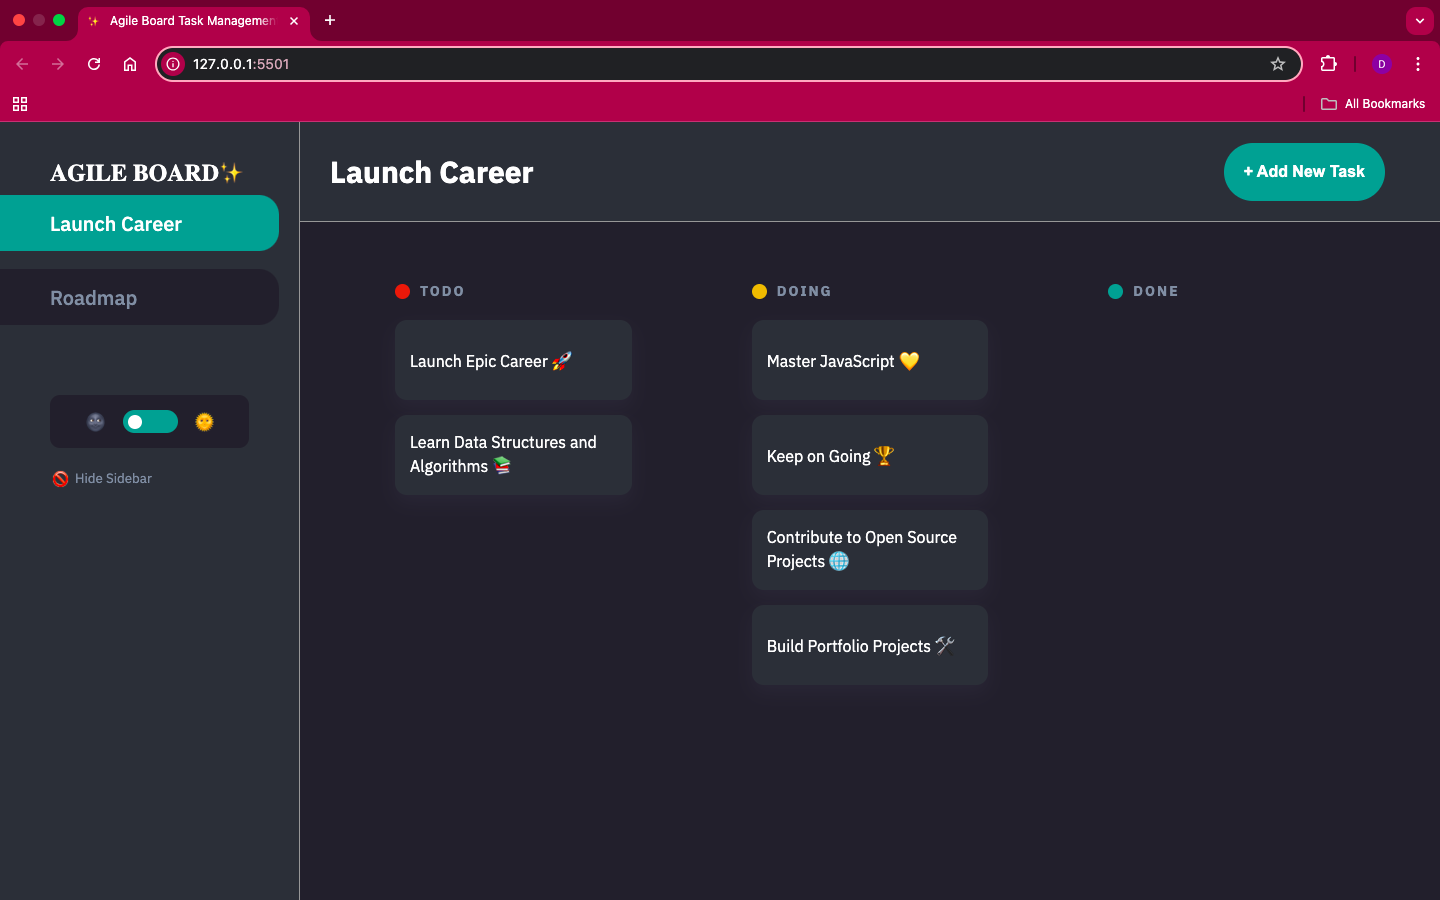 Agile Board Task Managemen
127.0.0.1:5501
D
All Bookmarks
AGILE BOARD✨
Launch Career
Roadmap
🚫 Hide Sidebar
Launch Career
+ Add New Task
TODO
Launch Epic Career 🚀
Learn Data Structures and
Algorithms 📚
DOING
Master JavaScript 💛
Keep on Going 🏆
Contribute to Open Source
Projects 🌐
Build Portfolio Projects 🛠️
DONE